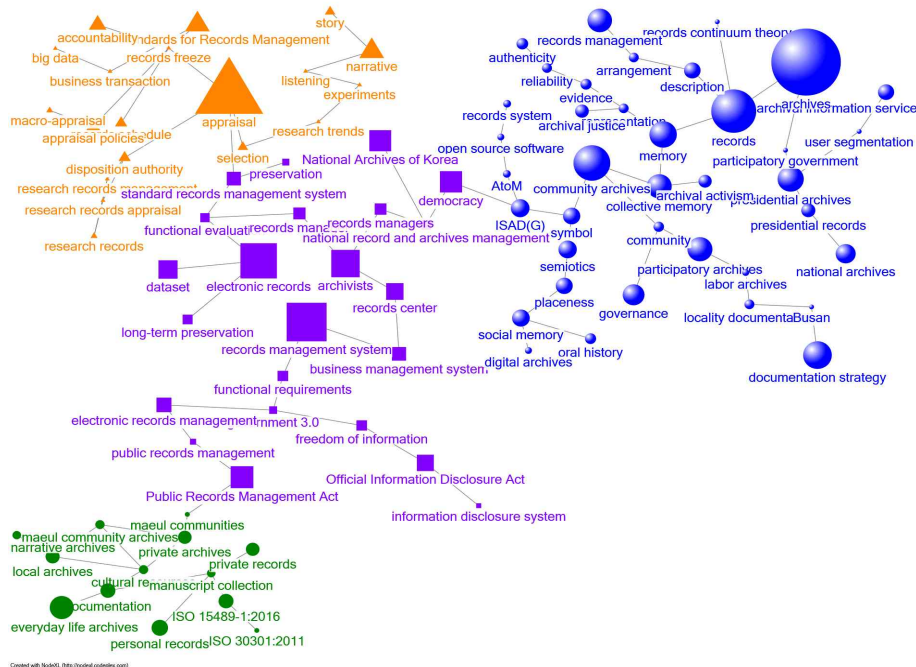 story
accountability
ndards for Records Management
records freeze
big data
business transaction
narrative
listening
experiments
macro-appraisal
appraisal policies
appraisal
research trends
disposition authority
selection
research records appraisal
research records
National Archives of Korea
preservation
standard records management system
democracy
functional evaluati
records managers
national record and archives management
dataset
electronic records
archivists
records center
long-term preservation
records management system
business management system
functional requirements
electronic records management
rnment 3.0
freedom of information
public records management
Official Information Disclosure Act
Public Records Management Act
information disclosure system
records management
records continuum theory
authenticity
arrangement
reliability
description
archives
evidence
archival information service
records system
archival justice
records
user segmentation
open source software
memory
participatory government
AtoM
community archives
archival activism
collective memory
presidential archives
ISAD(G)
symbol
community
presidential records
semiotics
participatory archives
national archives
labor archives
placeness
governance
locality documenta
Busan
social memory
oral history
digital archives
documentation strategy
maeul communities
maeul community archives
narrative archives
private archives
local archives
private records
cultural re
manuscript collection
ocumentation
ISO 15489-1:2016
everyday life archives
personal records
ISO 30301:2011
Created with NodeXL (http://nodexl.codeplex.com)